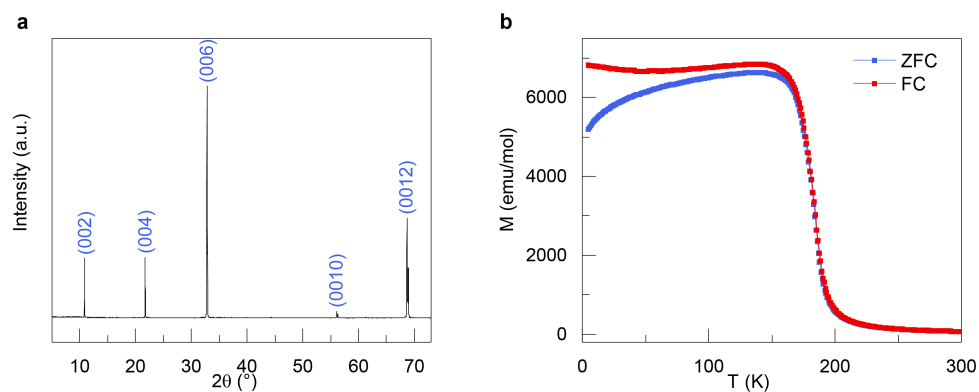 a
Intensity (a.u.)
(002)
(004)
(006)
(0010)
(0012)
10 20 30 40 50 60 70
2θ (°)
b
M (emu/mol)
6000
4000
2000
0
ZFC
FC
0 100 200 300
T (K)